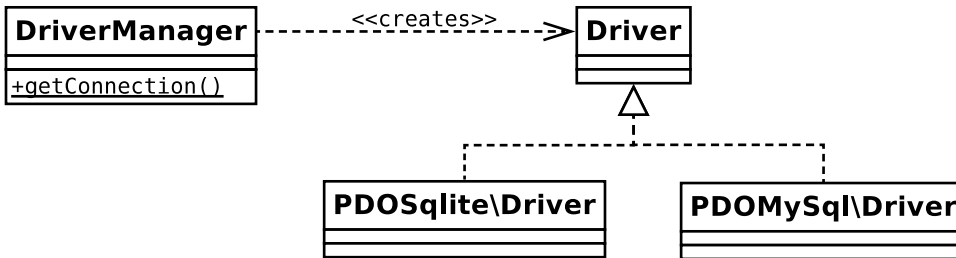 DriverManager
<<creates>>
Driver
+getConnection()
PDOSqlite\Driver
PDOMySql\Driver